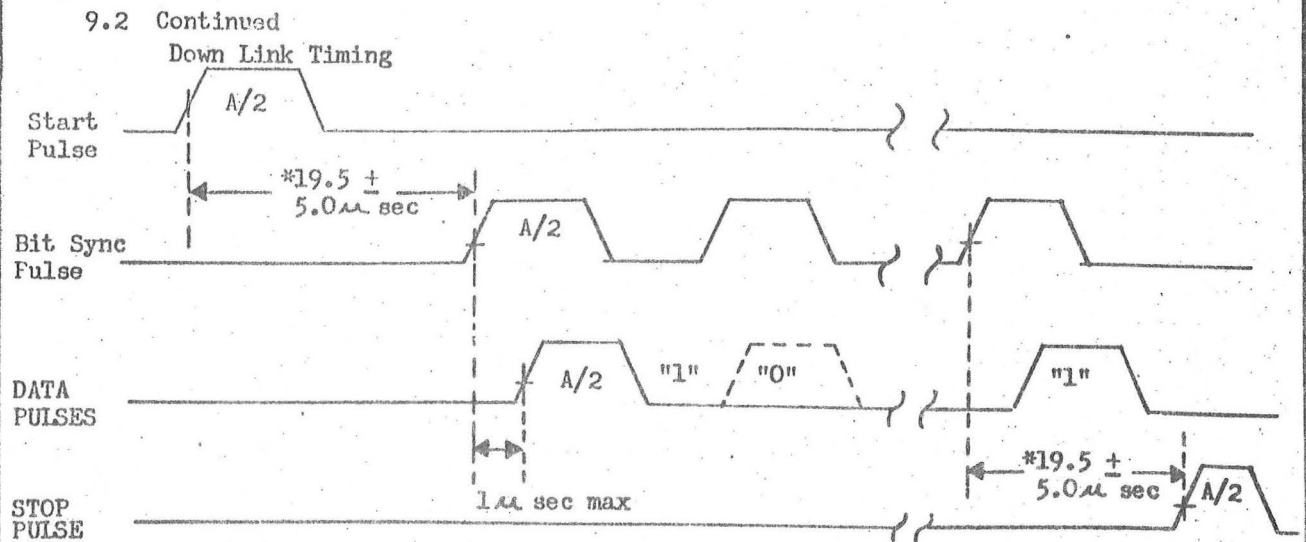 9.2 Continued
Down Link Timing
Start
Pulse
A/2
*19.5 ±
5.0μ sec
Bit Sync
Pulse
A/2
DATA
PULSES
A/2
"1"
"0"
"1"
1μ sec max
*19.5 ±
5.0μ sec
STOP
PULSE
A/2